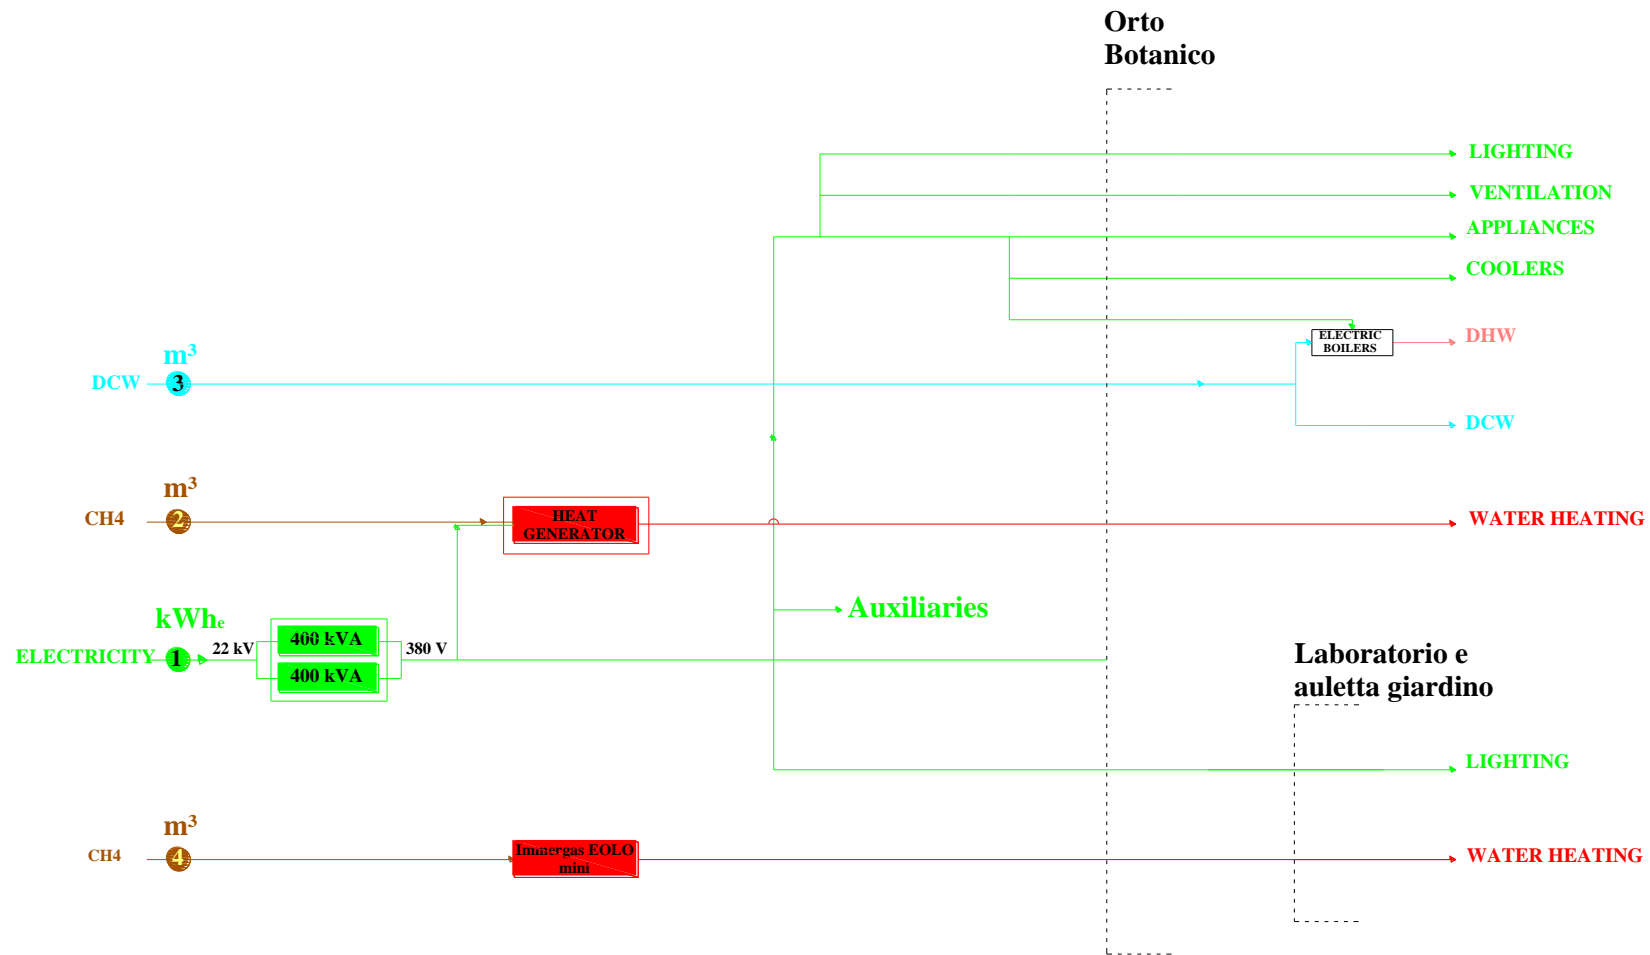 Orto
Botanico
LIGHTING
VENTILATION
APPLIANCES
COOLERS
ELECTRIC
BOILERS
DHW
m³
DCW
3
DCW
m³
CH4
2
HEAT
GENERATOR
WATER HEATING
kWhₑ
Auxiliaries
ELECTRICITY
1
22 kV
400 kVA
380 V
400 kVA
Laboratorio e
auletta giardino
LIGHTING
m³
CH4
4
Immergas EOLO
mini
WATER HEATING